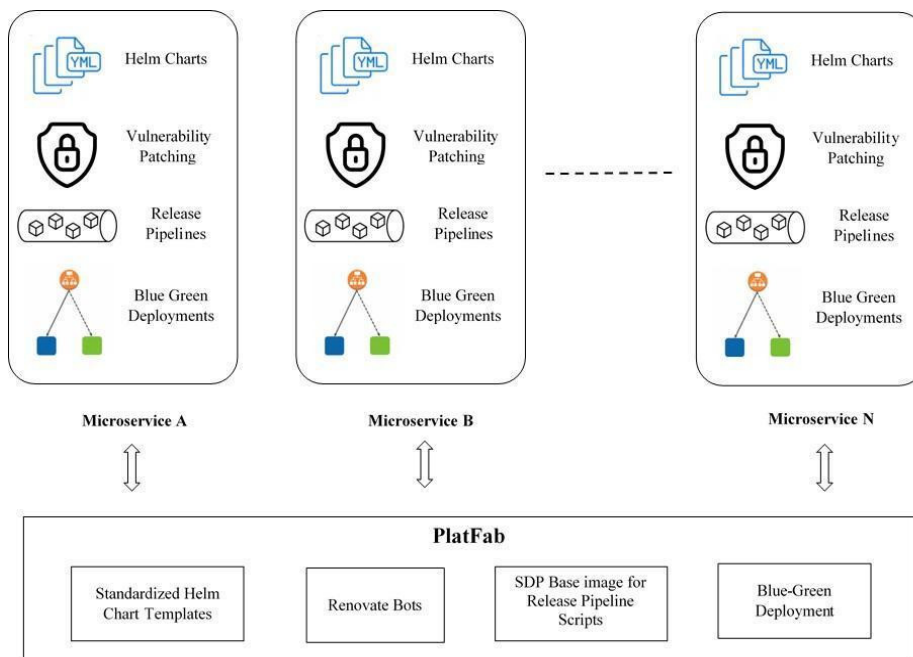 YML
Helm Charts
Vulnerability
Patching
Release
Pipelines
Blue Green
Deployments
Microservice A
YML
Helm Charts
Vulnerability
Patching
Release
Pipelines
Blue Green
Deployments
Microservice B
YML
Helm Charts
Vulnerability
Patching
Release
Pipelines
Blue Green
Deployments
Microservice N
PlatFab
Standardized Helm
Chart Templates
Renovate Bots
SDP Base image for
Release Pipeline
Scripts
Blue-Green
Deployment